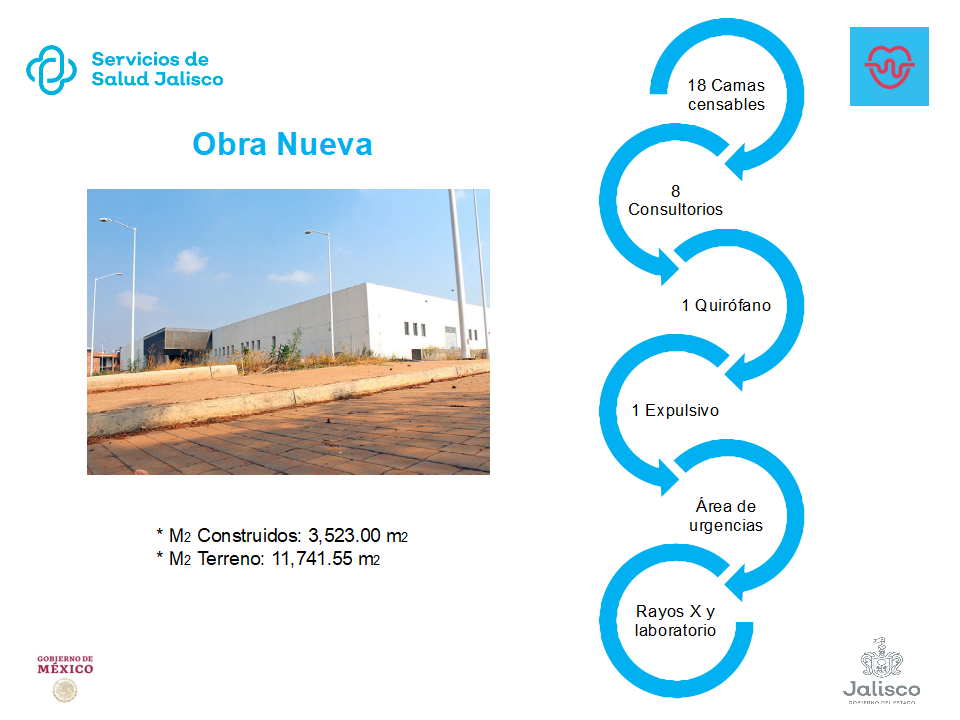 Servicios de
Salud Jalisco
Obra Nueva
* M2 Construidos: 3,523.00 m2
* M2 Terreno: 11,741.55 m2
18 Camas
censables
8
Consultorios
1 Quirófano
1 Expulsivo
Área de
urgencias
Rayos X y
laboratorio
GOBIERNO DE
MÉXICO
Jalisco
GOBIERNO DEL ESTADO